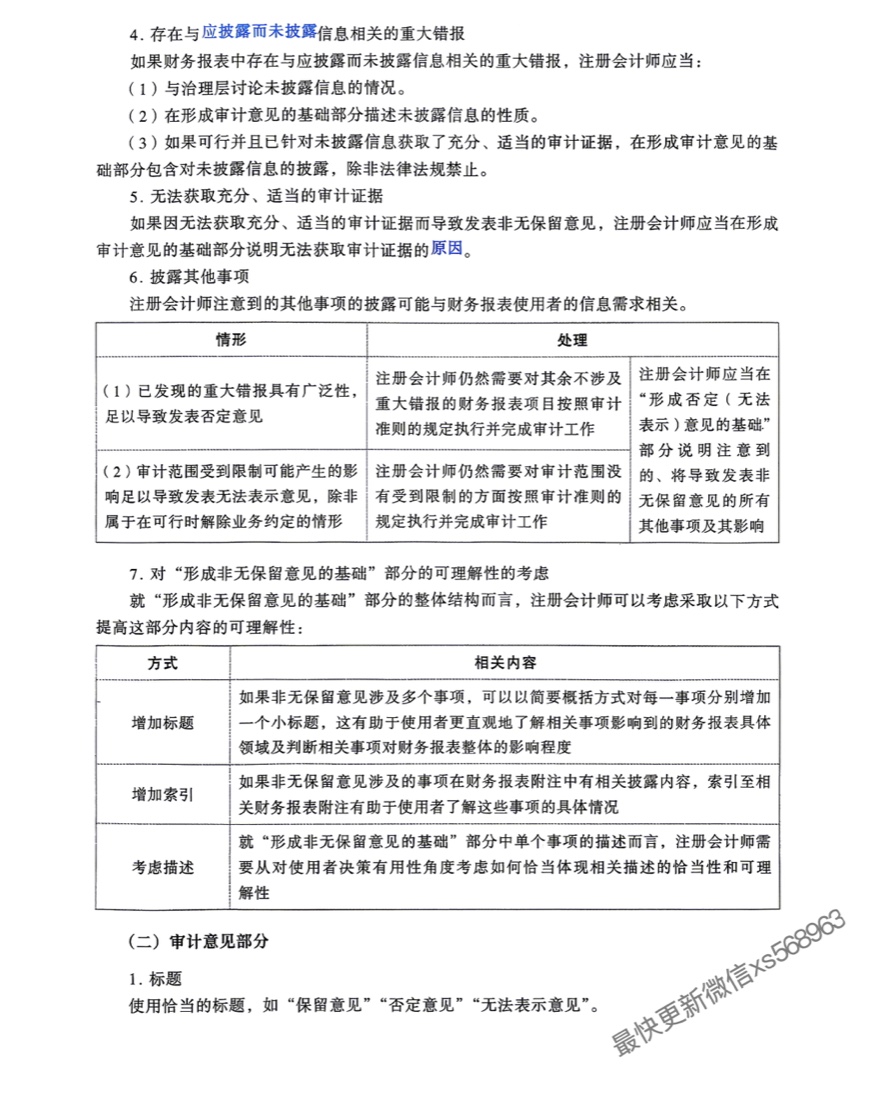 4. 存在与应披露而未披露信息相关的重大错报
如果财务报表中存在与应披露而未披露信息相关的重大错报，注册会计师应当：
（1）与治理层讨论未披露信息的情况。
（2）在形成审计意见的基础部分描述未披露信息的性质。
（3）如果可行并且已针对未披露信息获取了充分、适当的审计证据，在形成审计意见的基
础部分包含对未披露信息的披露，除非法律法规禁止。
5. 无法获取充分、适当的审计证据
如果因无法获取充分、适当的审计证据而导致发表非无保留意见，注册会计师应当在形成
审计意见的基础部分说明无法获取审计证据的原因。
6. 披露其他事项
注册会计师注意到的其他事项的披露可能与财务报表使用者的信息需求相关。
情形
处理
（1）已发现的重大错报具有广泛性，
足以导致发表否定意见
注册会计师仍然需要对其余不涉及
重大错报的财务报表项目按照审计
准则的规定执行并完成审计工作
注册会计师应当在
“形成否定（无法
表示）意见的基础”
部分说明注意到
的、将导致发表非
无保留意见的所有
其他事项及其影响
（2）审计范围受到限制可能产生的影
响足以导致发表无法表示意见，除非
属于在可行时解除业务约定的情形
注册会计师仍然需要对审计范围没
有受到限制的方面按照审计准则的
规定执行并完成审计工作
7. 对“形成非无保留意见的基础”部分的可理解性的考虑
就“形成非无保留意见的基础”部分的整体结构而言，注册会计师可以考虑采取以下方式
提高这部分内容的可理解性：
方式
相关内容
增加标题
如果非无保留意见涉及多个事项，可以以简要概括方式对每一事项分别增加
一个小标题，这有助于使用者更直观地了解相关事项影响到的财务报表具体
领域及判断相关事项对财务报表整体的影响程度
增加索引
如果非无保留意见涉及的事项在财务报表附注中有相关披露内容，索引至相
关财务报表附注有助于使用者了解这些事项的具体情况
考虑描述
就“形成非无保留意见的基础”部分中单个事项的描述而言，注册会计师需
要从对使用者决策有用性角度考虑如何恰当体现相关描述的恰当性和可理
解性
（二）审计意见部分
1. 标题
使用恰当的标题，如“保留意见”“否定意见”“无法表示意见”。
最快更新微信xs568963